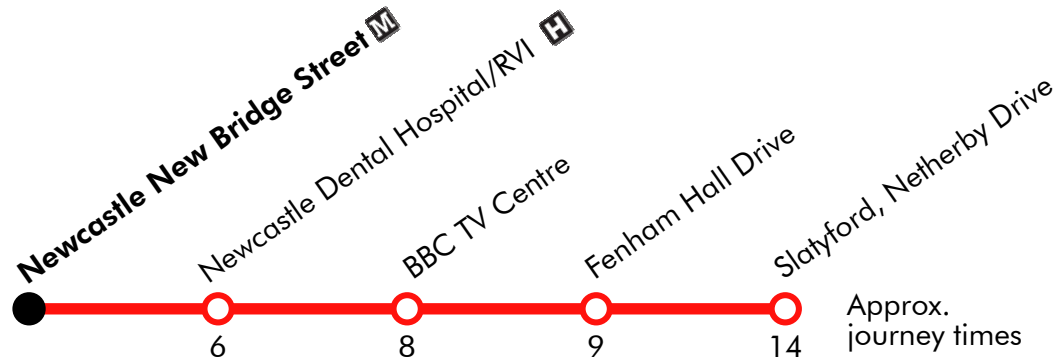 Newcastle New Bridge Street M
Newcastle Dental Hospital/RVI H
BBC TV Centre
Fenham Hall Drive
Slatyford, Netherby Drive
6
8
9
14
Approx.
journey times